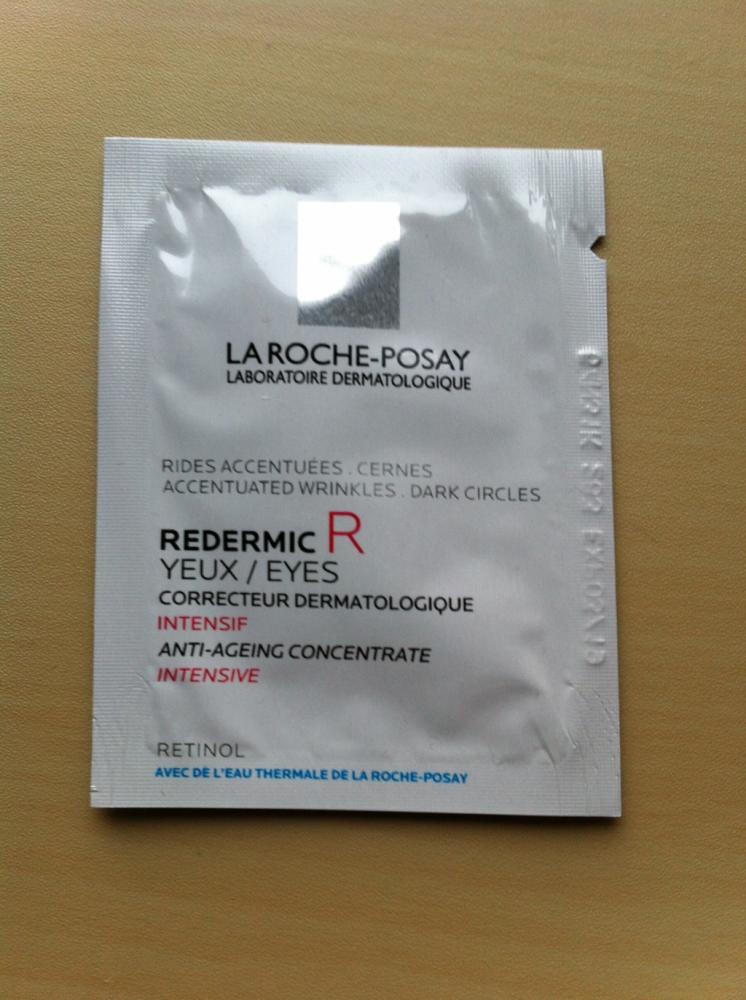 LA ROCHE-POSAY
LABORATOIRE DERMATOLOGIQUE
RIDES ACCENTUÉES . CERNES
ACCENTUATED WRINKLES . DARK CIRCLES
REDERMIC R
YEUX / EYES
CORRECTEUR DERMATOLOGIQUE
INTENSIF
ANTI-AGEING CONCENTRATE
INTENSIVE
RETINOL
AVEC DE L'EAU THERMALE DE LA ROCHE-POSAY